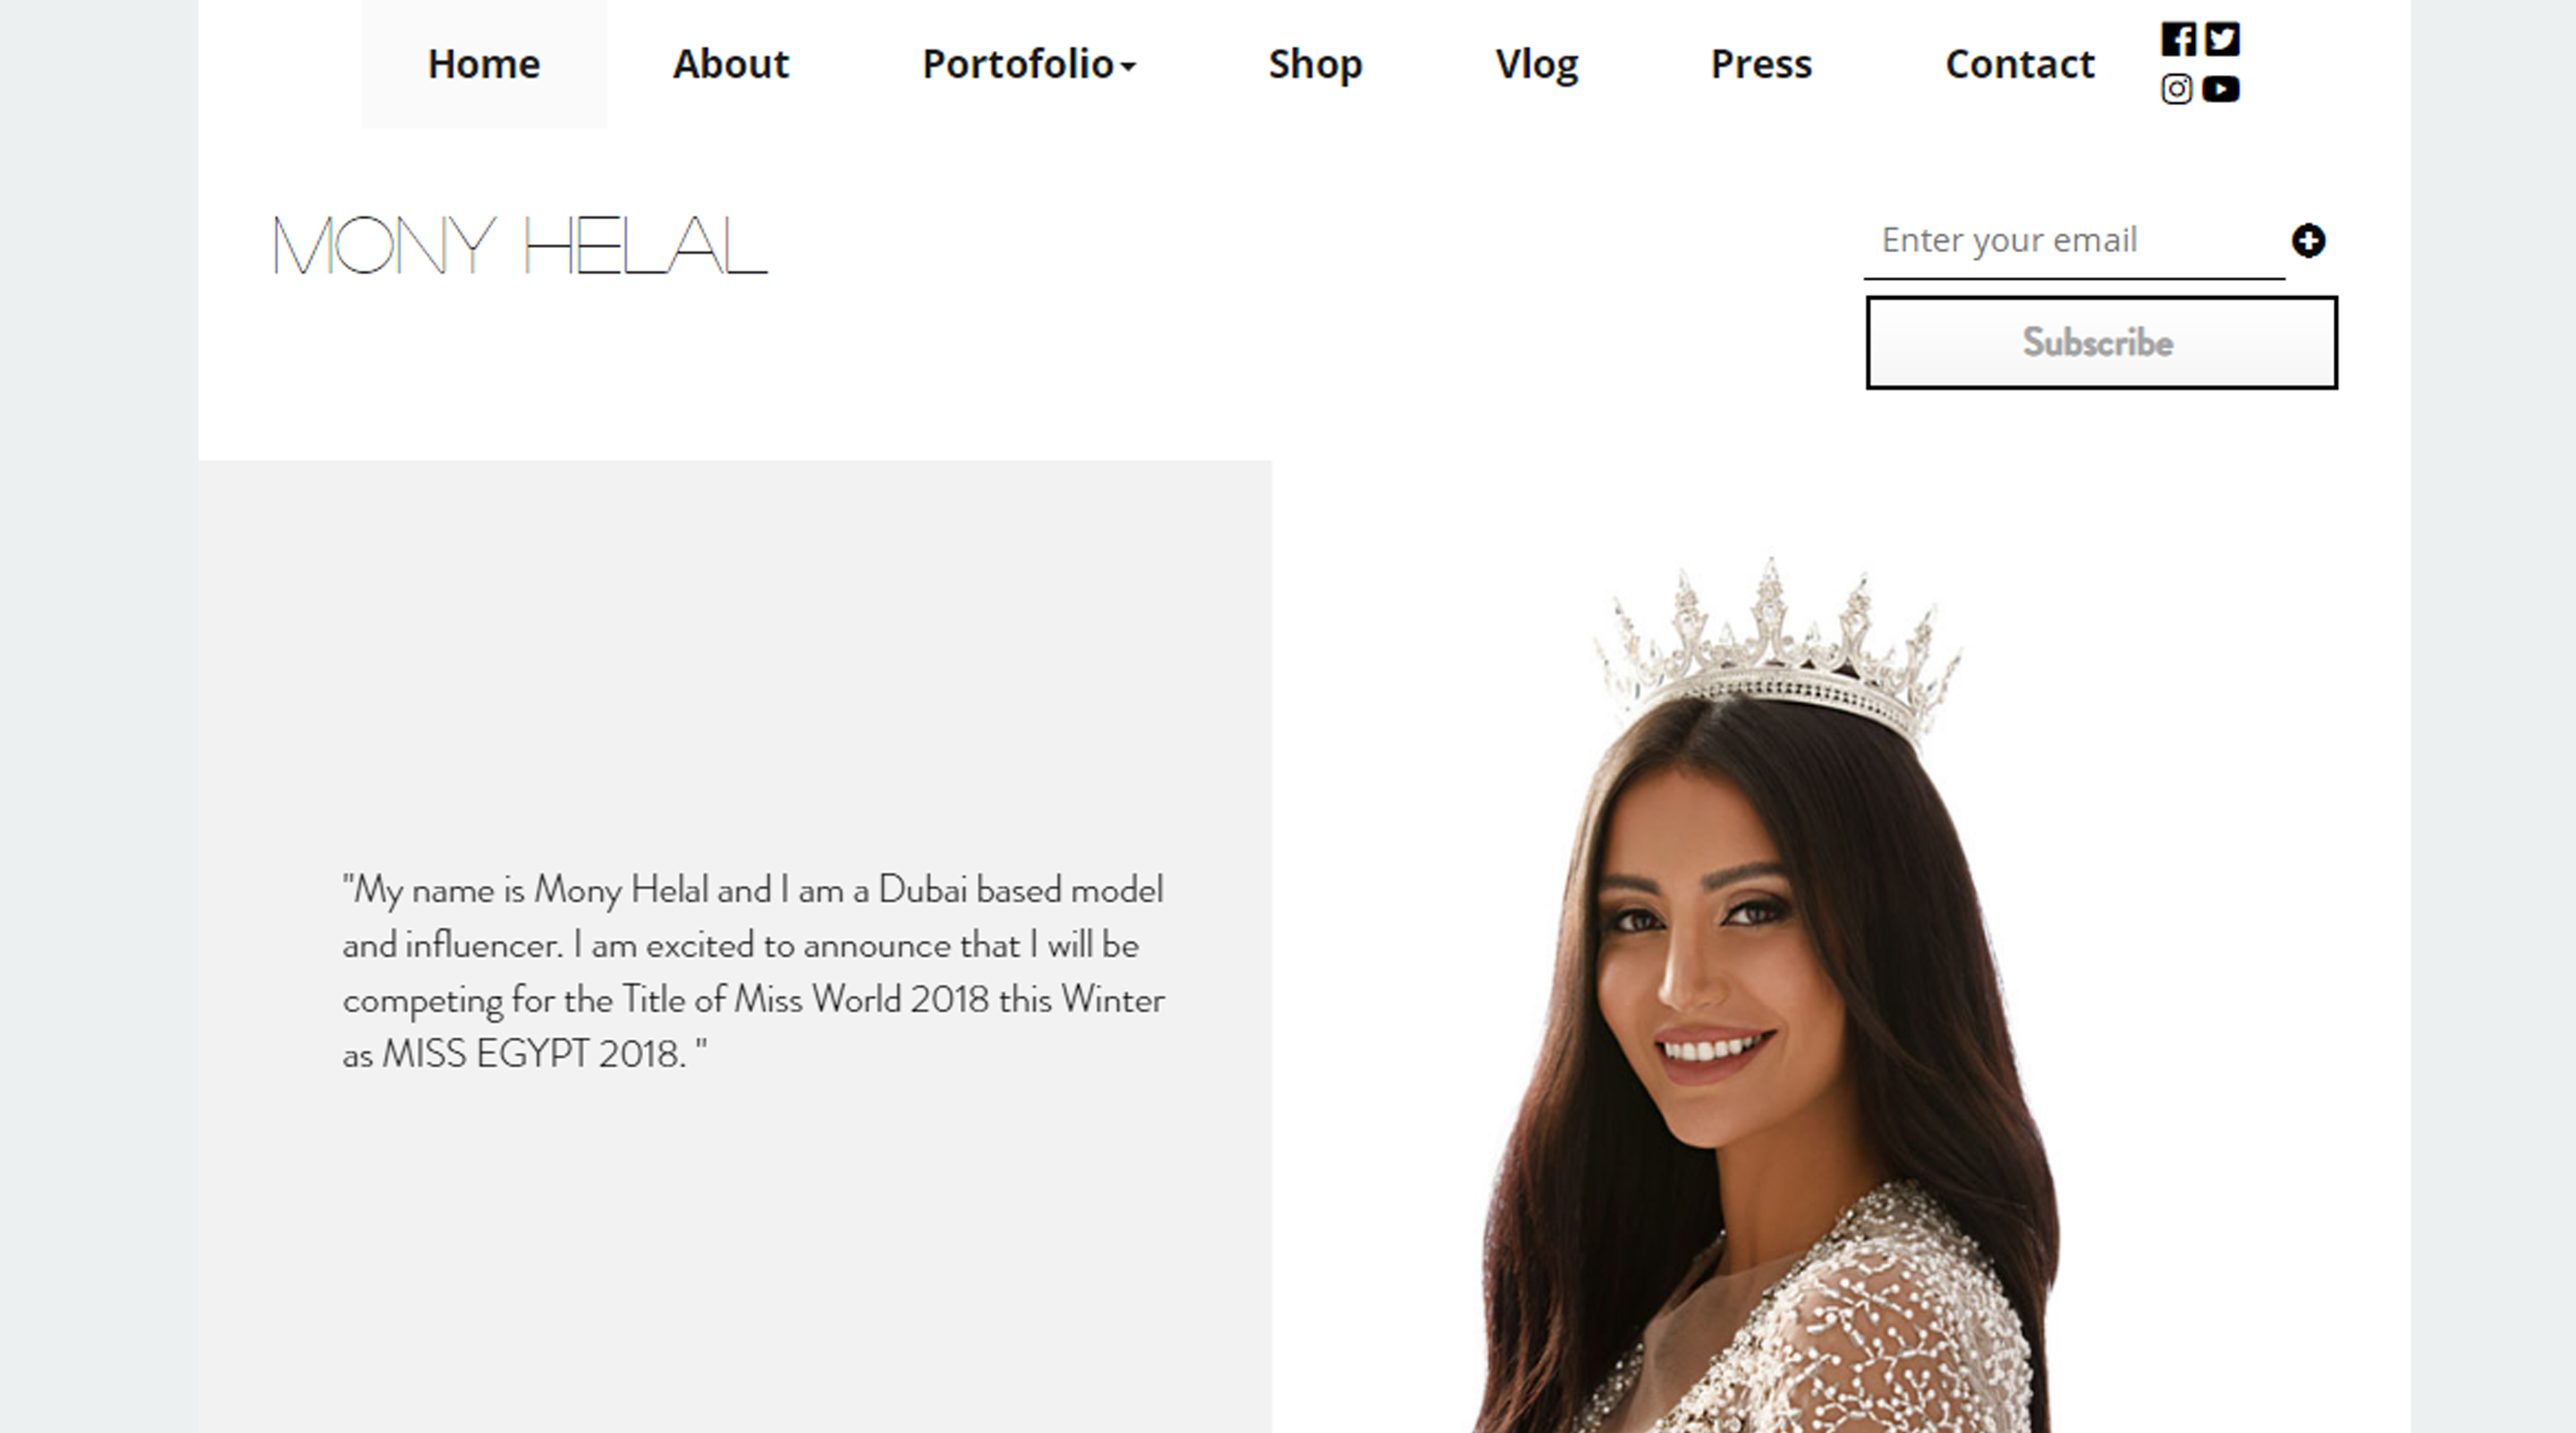 Home About Portofolio Shop Vlog Press Contact
MONY HELAL
Enter your email
Subscribe
"My name is Mony Helal and I am a Dubai based model
and influencer. I am excited to announce that I will be
competing for the Title of Miss World 2018 this Winter
as MISS EGYPT 2018. "